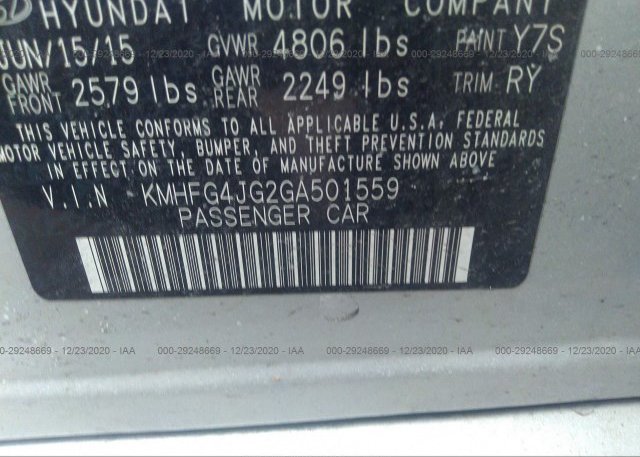 HYUNDAI MOTOR COMPANY
JUN/15/15 GVWR 4806 lbs PAINT Y7S
GAWR FRONT 2579 lbs GAWR REAR 2249 lbs TRIM RY
THIS VEHICLE CONFORMS TO ALL APPLICABLE U.S.A. FEDERAL
MOTOR VEHICLE SAFETY, BUMPER, AND THEFT PREVENTION STANDARDS
IN EFFECT ON THE DATE OF MANUFACTURE SHOWN ABOVE
V.I.N KMHFG4JG2GA501559
PASSENGER CAR
000-29248669 - 12/23/2020 - IAA